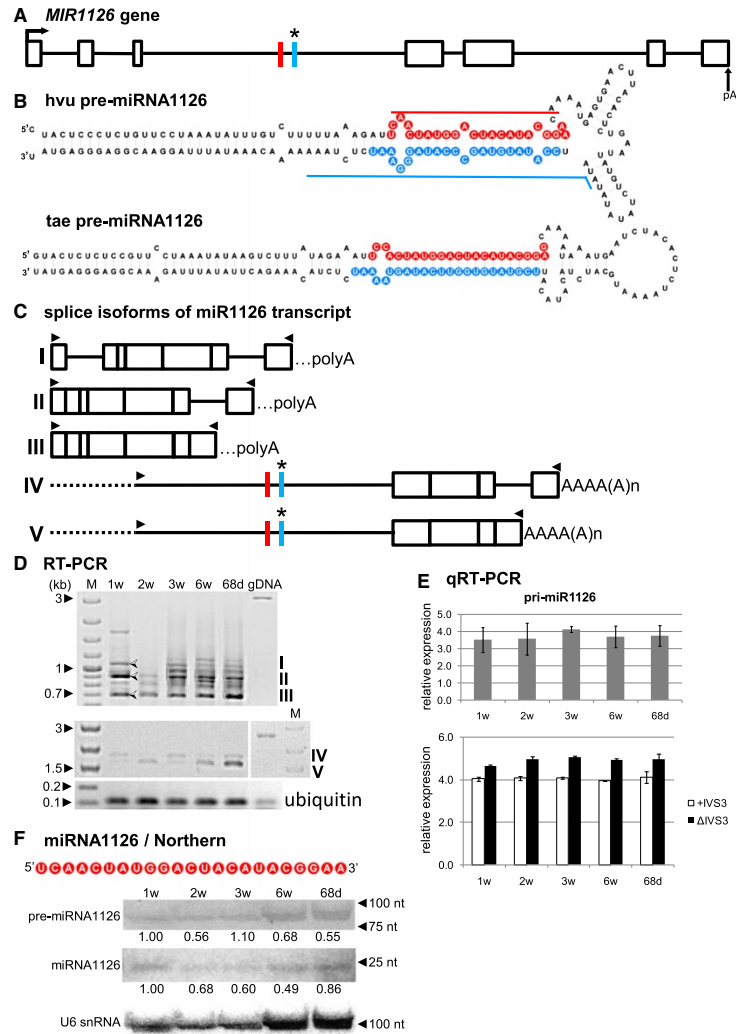 A MIR1126 gene
*
pA
B hvu pre-miRNA1126
5'
3'
tae pre-miRNA1126
5'
3'
C splice isoforms of miR1126 transcript
I ...polyA
II ...polyA
III ...polyA
*
IV AAAA(A)n
*
V AAAA(A)n
D RT-PCR
(kb) M 1w 2w 3w 6w 68d gDNA
3
1
0.7
I
II
III
M
3
1.5
IV
V
0.2
0.1
ubiquitin
E qRT-PCR
pri-miR1126
relative expression
5.0
4.0
3.0
2.0
1.0
0.0
1w 2w 3w 6w 68d
relative expression
6.0
4.0
2.0
0.0
+IVS3
ΔIVS3
1w 2w 3w 6w 68d
F miRNA1126 / Northern
5' UCAACUAUGGACUACAUACGGAA 3'
1w 2w 3w 6w 68d
pre-miRNA1126
100 nt
75 nt
1.00 0.56 1.10 0.68 0.55
miRNA1126
25 nt
1.00 0.68 0.60 0.49 0.86
U6 snRNA
100 nt